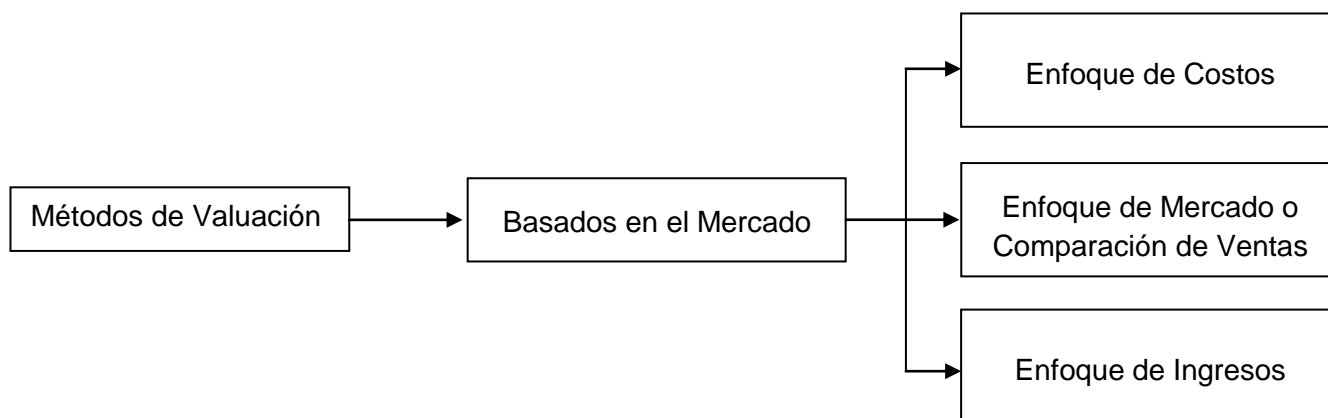 Métodos de Valuación
Basados en el Mercado
Enfoque de Costos
Enfoque de Mercado o
Comparación de Ventas
Enfoque de Ingresos